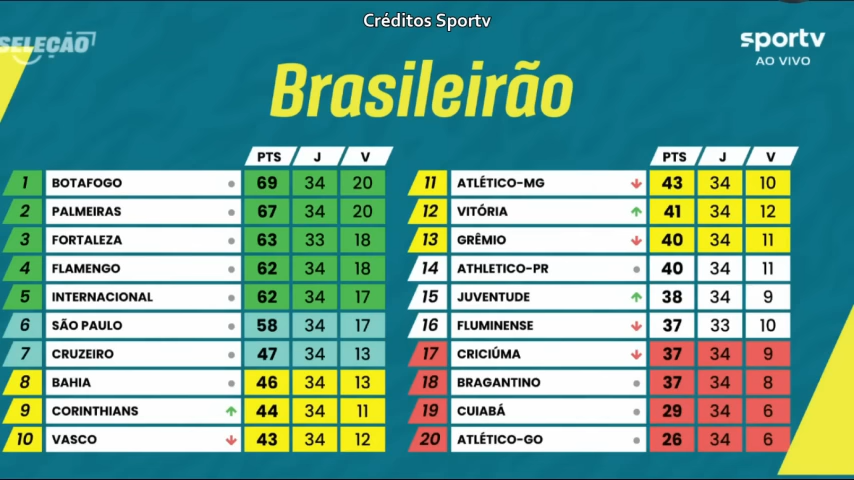 Créditos Sportv
SELEÇÃO
sportv
AO VIVO
Brasileirão
PTS J V
1 BOTAFOGO 69 34 20
2 PALMEIRAS 67 34 20
3 FORTALEZA 63 33 18
4 FLAMENGO 62 34 18
5 INTERNACIONAL 62 34 17
6 SÃO PAULO 58 34 17
7 CRUZEIRO 47 34 13
8 BAHIA 46 34 13
9 CORINTHIANS 44 34 11
10 VASCO 43 34 12
PTS J V
11 ATLÉTICO-MG 43 34 10
12 VITÓRIA 41 34 12
13 GRÊMIO 40 34 11
14 ATHLETICO-PR 40 34 11
15 JUVENTUDE 38 34 9
16 FLUMINENSE 37 33 10
17 CRICIÚMA 37 34 9
18 BRAGANTINO 37 34 8
19 CUIABÁ 29 34 6
20 ATLÉTICO-GO 26 34 6